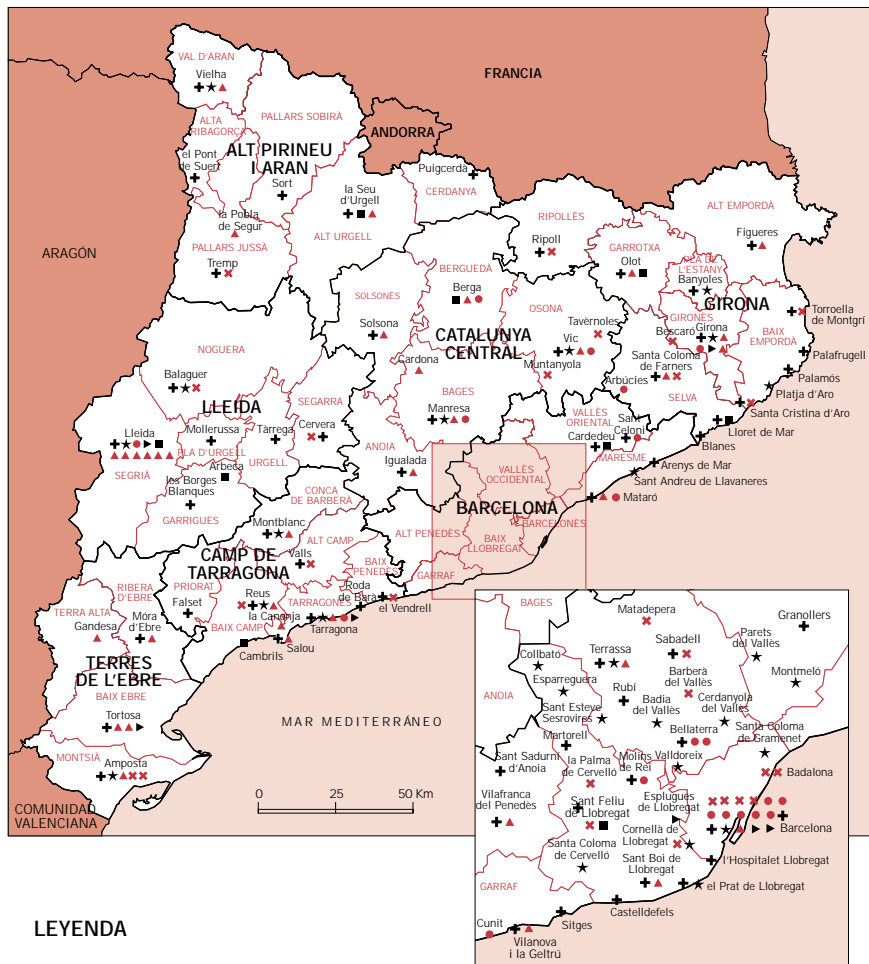 VAL D'ARAN
Vielha
FRANCIA
ALTA
RIBAGORÇA
PALLARS SOBIRÀ
ANDORRA
ALT PIRINEU
I ARAN
el Pont
de Suert
Sort
Puigcerdà
CERDANYA
la Seu
d'Urgell
ALT URGELL
la Pobla
de Segur
PALLARS JUSSÀ
Tremp
ARAGÓN
RIPOLLÈS
Ripoll
GARROTXA
Olot
ALT EMPORDÀ
Figueres
PLA DE
L'ESTANY
Banyoles
GIRONA
BERGUEDÀ
Berga
SOLSONÈS
Solsona
OSONA
Tavèrnoles
Vic
CATALUNYA
CENTRAL
Muntanyola
GIRONÈS
Bescaró
Girona
Torroella
de Montgrí
BAIX
EMPORDÀ
Palafrugell
Palamós
Platja d'Aro
Santa Cristina d'Aro
Santa Coloma
de Farners
Arbúcies
SELVA
Lloret de Mar
Blanes
NOGUERA
Balaguer
LLEIDA
SEGARRA
Cervera
Cardona
BAGES
Manresa
VALLÈS
ORIENTAL
Sant
Celoni
Cardedeu
MARESME
Arenys de Mar
Sant Andreu de Llavaneres
Mataró
Lleida
Mollerussa
PLA D'URGELL
Tàrrega
URGELL
Arbeca
SEGRIÀ
les Borges
Blanques
GARRIGUES
ANOIA
Igualada
VALLÈS
OCCIDENTAL
BARCELONA
BARCELONÈS
BAIX
LLOBREGAT
CONCA
DE BARBERÀ
Montblanc
ALT CAMP
Valls
ALT PENEDÈS
GARRAF
BAIX
PENEDÈS
CAMP DE
TARRAGONA
Roda
de Barà
el Vendrell
PRIORAT
Falset
Reus
la Canonja
TARRAGONÈS
Tarragona
BAIX CAMP
Salou
Cambrils
RIBERA
D'EBRE
TERRA ALTA
Gandesa
Móra
d'Ebre
TERRES
DE L'EBRE
BAIX EBRE
Tortosa
MONTSIÀ
Amposta
COMUNIDAD
VALENCIANA
MAR MEDITERRÁNEO
0 25 50 Km
BAGES
Matadepera
Granollers
Collbató
Terrassa
Sabadell
Parets
del Vallès
Esparreguera
Rubí
Barberà
del Vallès
Montmeló
ANOIA
Sant Esteve
Sesrovires
Badia
del Vallès
Cerdanyola
del Vallès
Martorell
Bellaterra
Santa Coloma
de Gramenet
Sant Sadurní
d'Anoia
la Palma
de Cervelló
Molins
de Rei
Valldoreix
Badalona
Vilafranca
del Penedès
Sant Feliu
de Llobregat
Esplugues
de Llobregat
Cornellà de
Llobregat
Barcelona
Santa Coloma
de Cervelló
Sant Boi de
Llobregat
l'Hospitalet Llobregat
GARRAF
el Prat de Llobregat
Castelldefels
Cunit
Sitges
Vilanova
i la Geltrú
LEYENDA